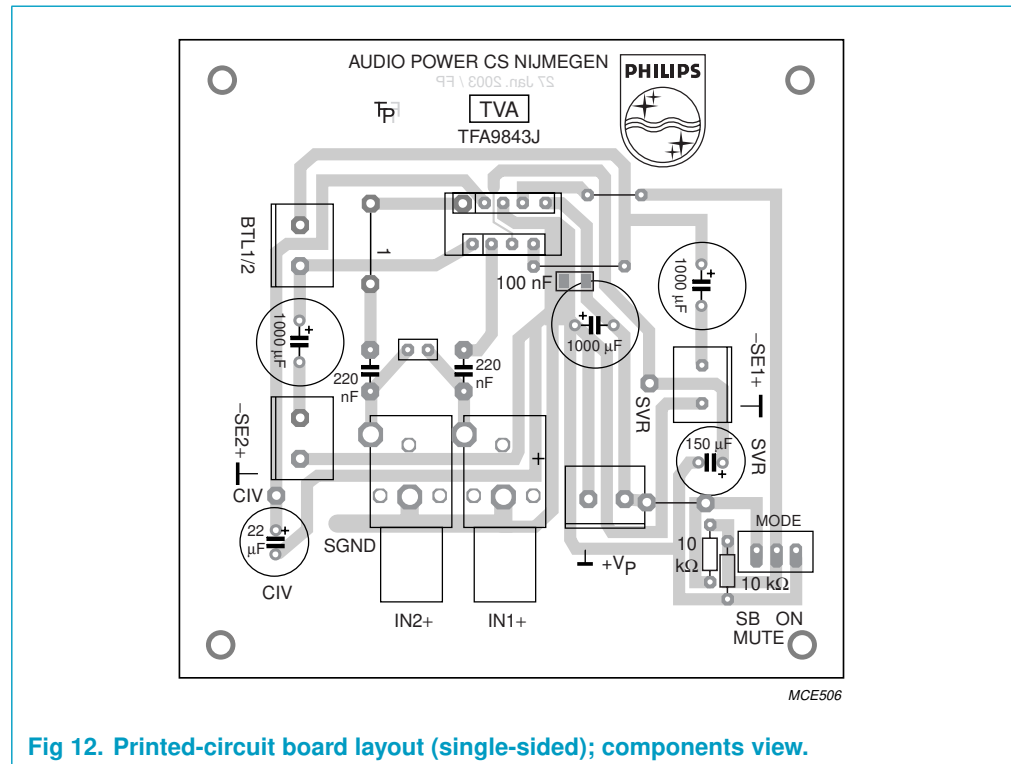 AUDIO POWER CS NIJMEGEN
27 Jan. 2003 / FP
PHILIPS
TVA
TFA9843J
BTL1/2
1
100 nF
1000 µF
1000 µF
1000 µF
220
nF
220
nF
−SE1+
SVR
−SE2+
150 µF
SVR
+
CIV
22
µF
CIV
SGND
+VP
MODE
10
kΩ
10 kΩ
IN2+
IN1+
SB ON
MUTE
MCE506
Fig 12. Printed-circuit board layout (single-sided); components view.